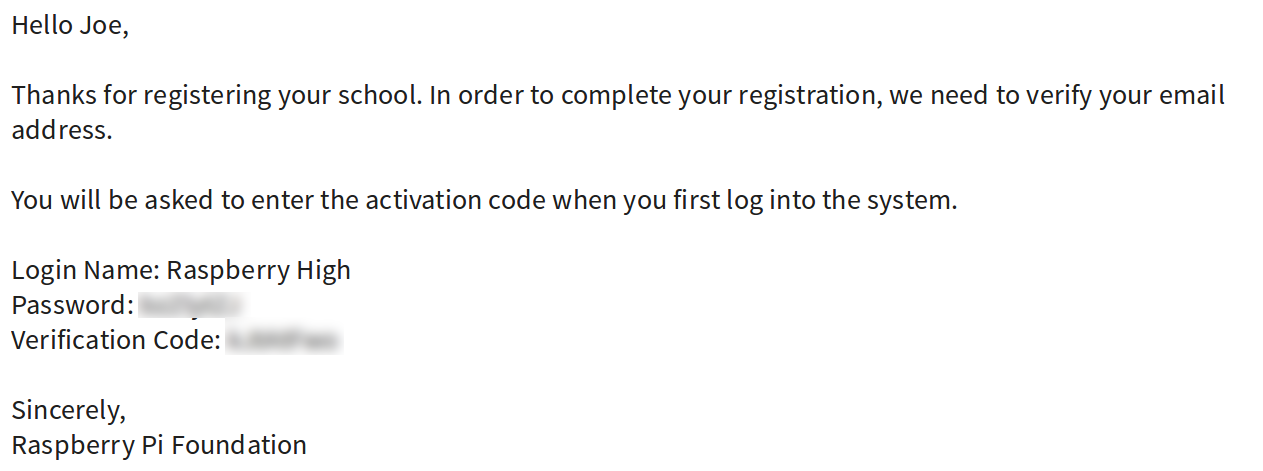 Hello Joe,
Thanks for registering your school. In order to complete your registration, we need to verify your email
address.
You will be asked to enter the activation code when you first log into the system.
Login Name: Raspberry High
Password:
Verification Code:
Sincerely,
Raspberry Pi Foundation